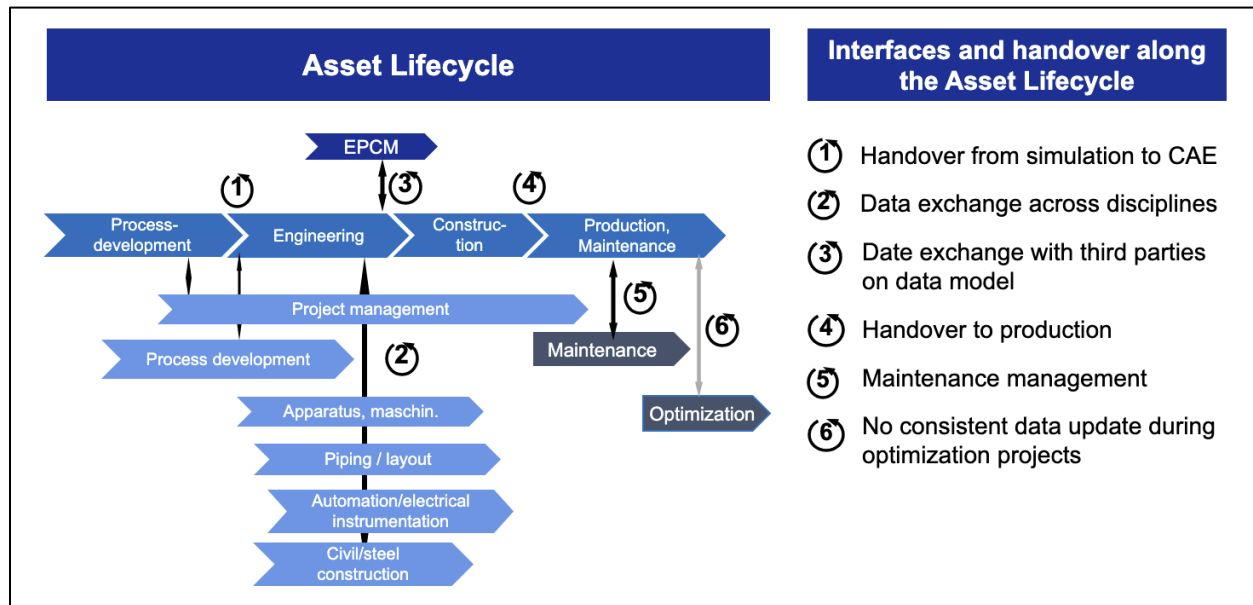 Asset Lifecycle
Interfaces and handover along
the Asset Lifecycle
EPCM
1
3
4
Process-
development
Engineering
Construc-
tion
Production,
Maintenance
Project management
5
Process development
2
Maintenance
6
Apparatus, maschin.
Optimization
Piping / layout
Automation/electrical
instrumentation
Civil/steel
construction
1 Handover from simulation to CAE
2 Data exchange across disciplines
3 Date exchange with third parties
on data model
4 Handover to production
5 Maintenance management
6 No consistent data update during
optimization projects